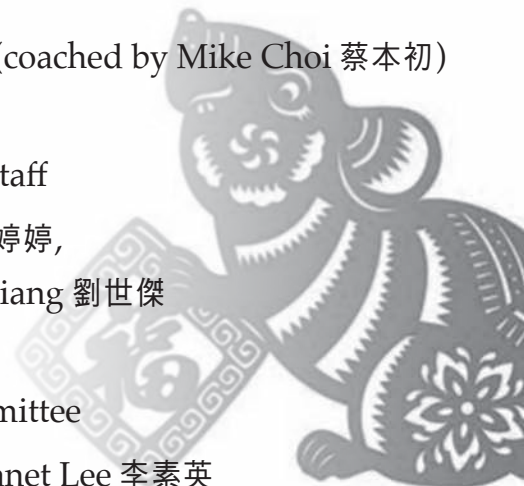 (coached by Mike Choi 蔡本初)
taff
婷婷,
iang 劉世傑
福
mittee
net Lee 李素英